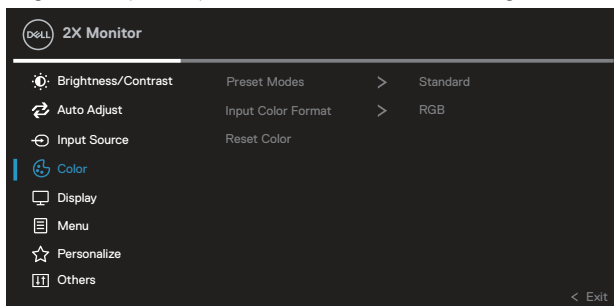 DELL 2X Monitor
Brightness/Contrast Preset Modes > Standard
Auto Adjust Input Color Format > RGB
Input Source Reset Color
Color
Display
Menu
Personalize
Others
< Exit